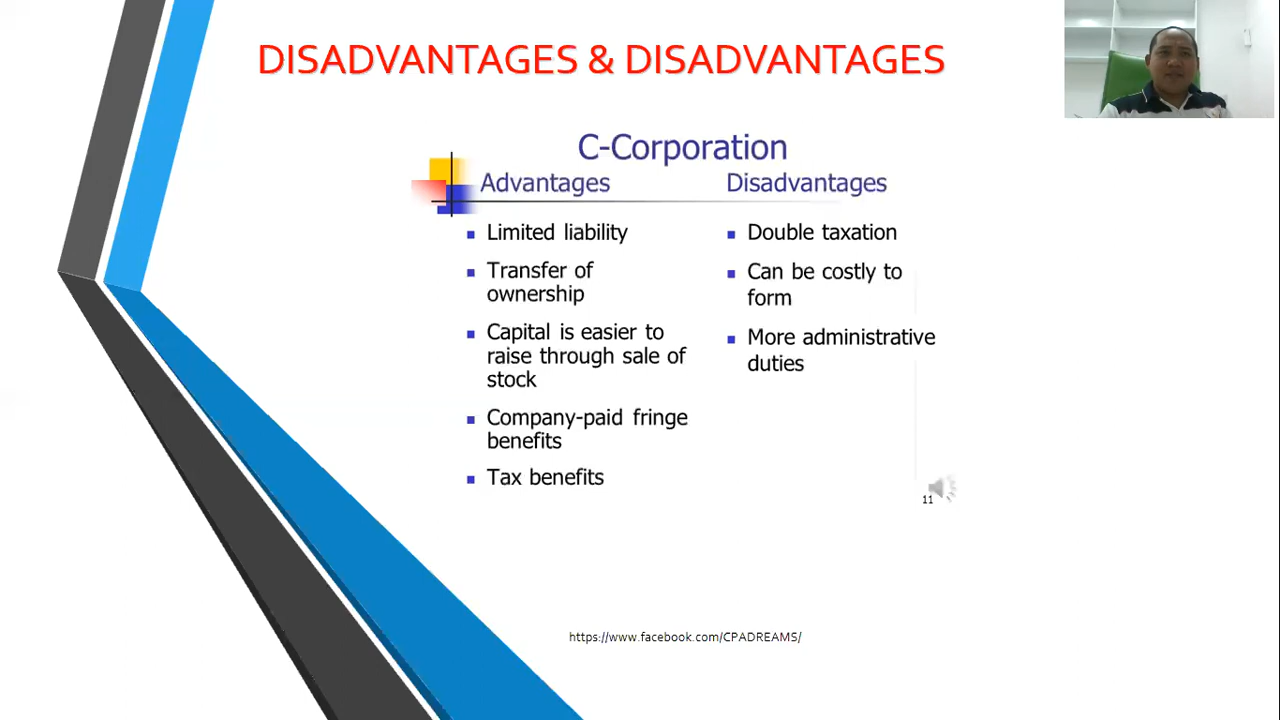 DISADVANTAGES & DISADVANTAGES
C-Corporation
Advantages
Limited liability
Transfer of
ownership
Capital is easier to
raise through sale of
stock
Company-paid fringe
benefits
Tax benefits
Disadvantages
Double taxation
Can be costly to
form
More administrative
duties
11
https://www.facebook.com/CPADREAMS/